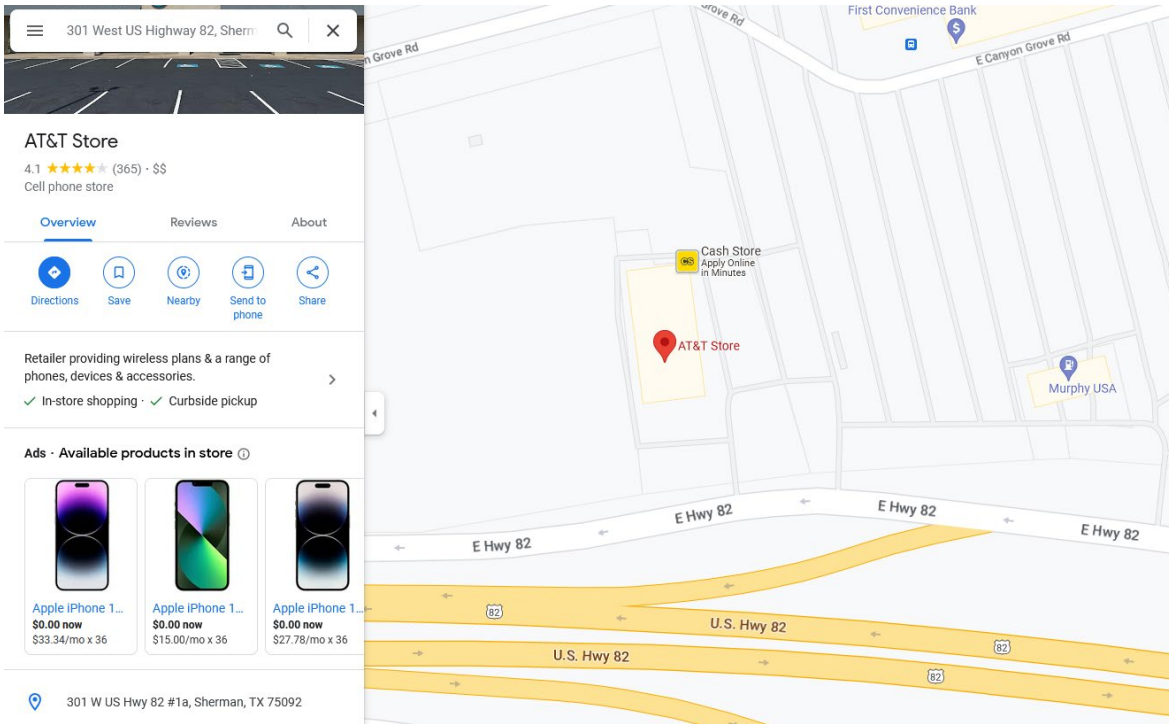 301 West US Highway 82, Sherm
AT&T Store
4.1 (365) · $$
Cell phone store
Overview
Reviews
About
Directions
Save
Nearby
Send to
phone
Share
Retailer providing wireless plans & a range of
phones, devices & accessories.
In-store shopping · Curbside pickup
Ads · Available products in store
Apple iPhone 1...
$0.00 now
$33.34/mo x 36
Apple iPhone 1...
$0.00 now
$15.00/mo x 36
Apple iPhone 1...
$0.00 now
$27.78/mo x 36
301 W US Hwy 82 #1a, Sherman, TX 75092
Grove Rd
First Convenience Bank
$
n Grove Rd
E Canyon Grove Rd
CS
Cash Store
Apply Online
in Minutes
AT&T Store
Murphy USA
E Hwy 82
E Hwy 82
E Hwy 82
E Hwy 82
82
U.S. Hwy 82
82
U.S. Hwy 82
82